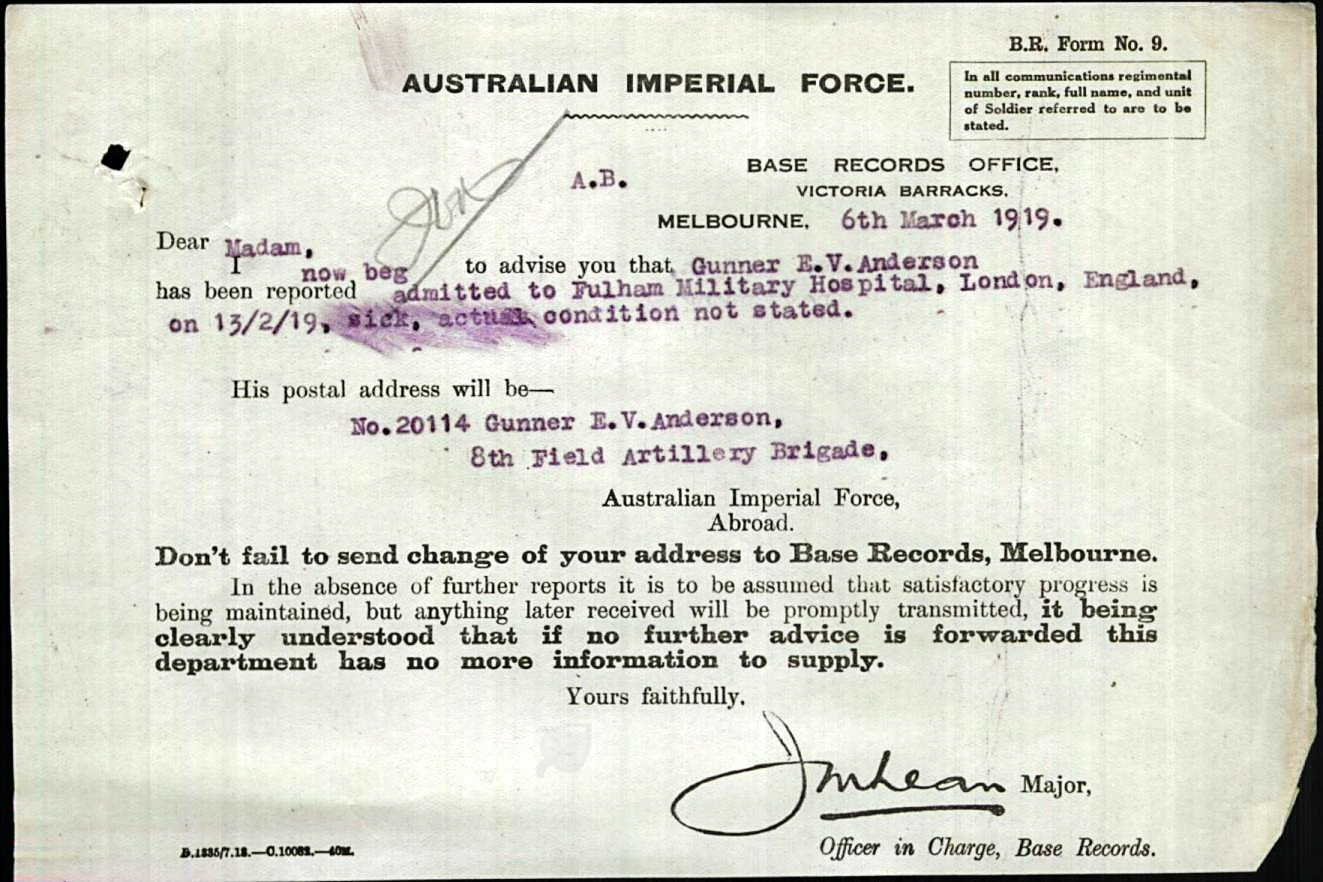 B.R. Form No. 9.
AUSTRALIAN IMPERIAL FORCE.
In all communications regimental
number, rank, full name, and unit
of Soldier referred to are to be
stated.
A.B.
BASE RECORDS OFFICE,
VICTORIA BARRACKS,
MELBOURNE, 6th March 1919.
Dear Madam,
I now beg to advise you that Gunner E.V.Anderson
has been reported admitted to Fulham Military Hospital, London, England,
on 13/2/19, sick, actual condition not stated.
His postal address will be—
No.20114 Gunner E.V.Anderson,
8th Field Artillery Brigade,
Australian Imperial Force,
Abroad.
Don't fail to send change of your address to Base Records, Melbourne.
In the absence of further reports it is to be assumed that satisfactory progress is
being maintained, but anything later received will be promptly transmitted, it being
clearly understood that if no further advice is forwarded this
department has no more information to supply.
Yours faithfully,
JMLean Major,
Officer in Charge, Base Records.